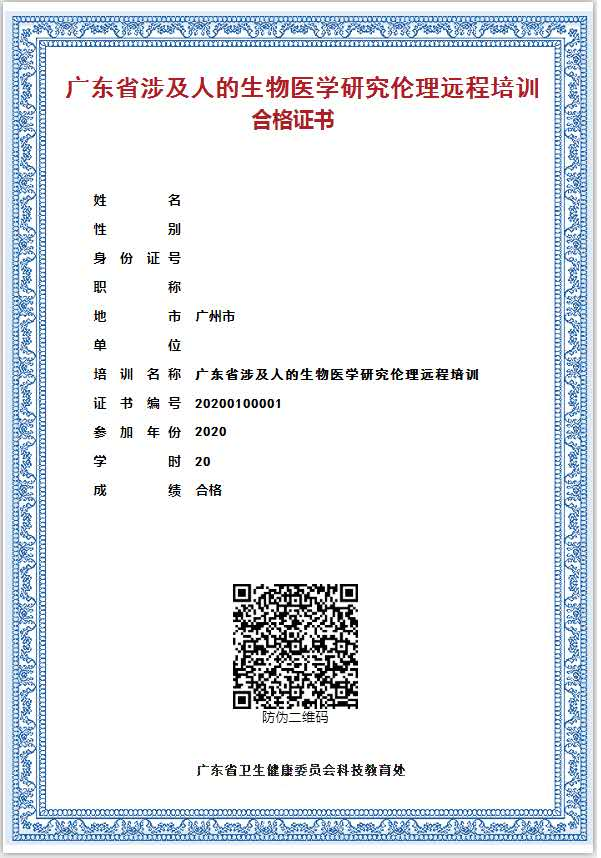 广东省涉及人的生物医学研究伦理远程培训
合格证书
姓名
性别
身份证号
职称
地市 广州市
单位
培训名称 广东省涉及人的生物医学研究伦理远程培训
证书编号 20200100001
参加年份 2020
学时 20
成绩 合格
防伪二维码
广东省卫生健康委员会科技教育处